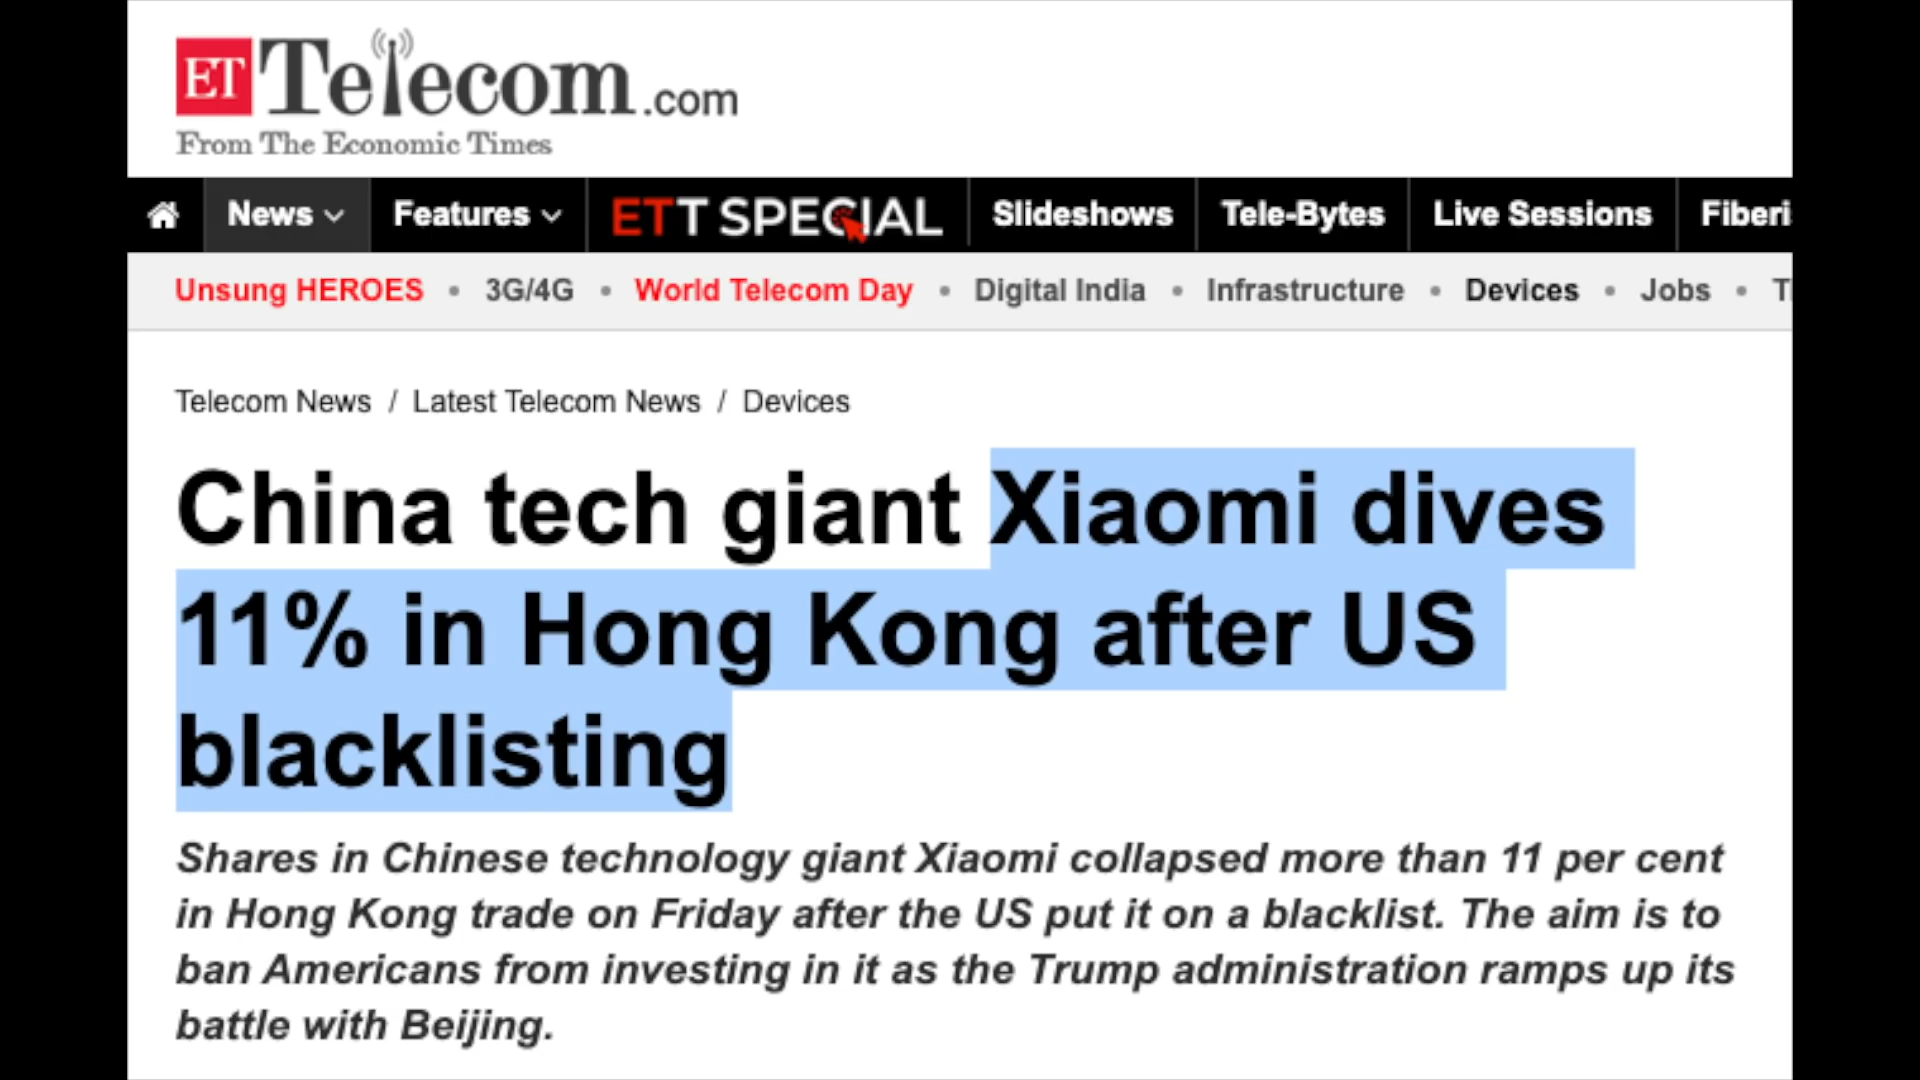 ET Telecom.com
From The Economic Times
News Features ETT SPECIAL Slideshows Tele-Bytes Live Sessions Fiberi
Unsung HEROES • 3G/4G • World Telecom Day • Digital India • Infrastructure • Devices • Jobs • T
Telecom News / Latest Telecom News / Devices
China tech giant Xiaomi dives
11% in Hong Kong after US
blacklisting
Shares in Chinese technology giant Xiaomi collapsed more than 11 per cent
in Hong Kong trade on Friday after the US put it on a blacklist. The aim is to
ban Americans from investing in it as the Trump administration ramps up its
battle with Beijing.